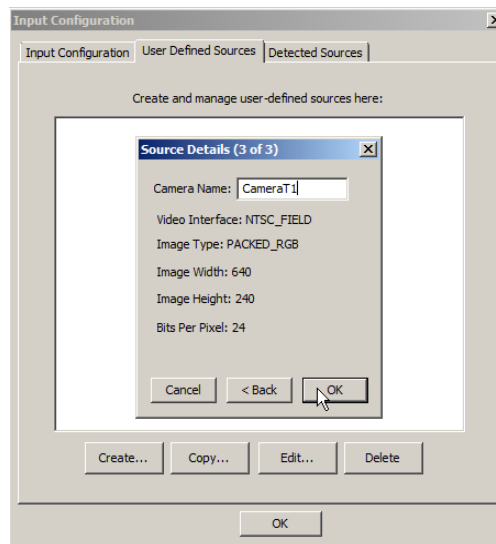 Input Configuration
Input Configuration User Defined Sources Detected Sources
Create and manage user-defined sources here:
Source Details (3 of 3)
Camera Name: CameraT1
Video Interface: NTSC_FIELD
Image Type: PACKED_RGB
Image Width: 640
Image Height: 240
Bits Per Pixel: 24
Cancel < Back OK
Create... Copy... Edit... Delete
OK